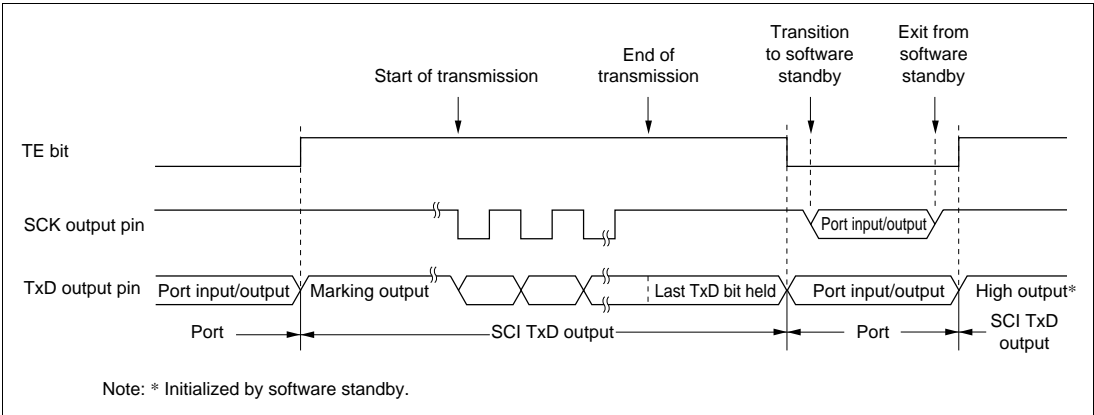 Transition
to software
standby
Exit from
software
standby
End of
transmission
Start of transmission
TE bit
SCK output pin
Port input/output
TxD output pin
Port input/output
Marking output
Last TxD bit held
Port input/output
High output*
Port
SCI TxD output
Port
SCI TxD
output
Note: * Initialized by software standby.